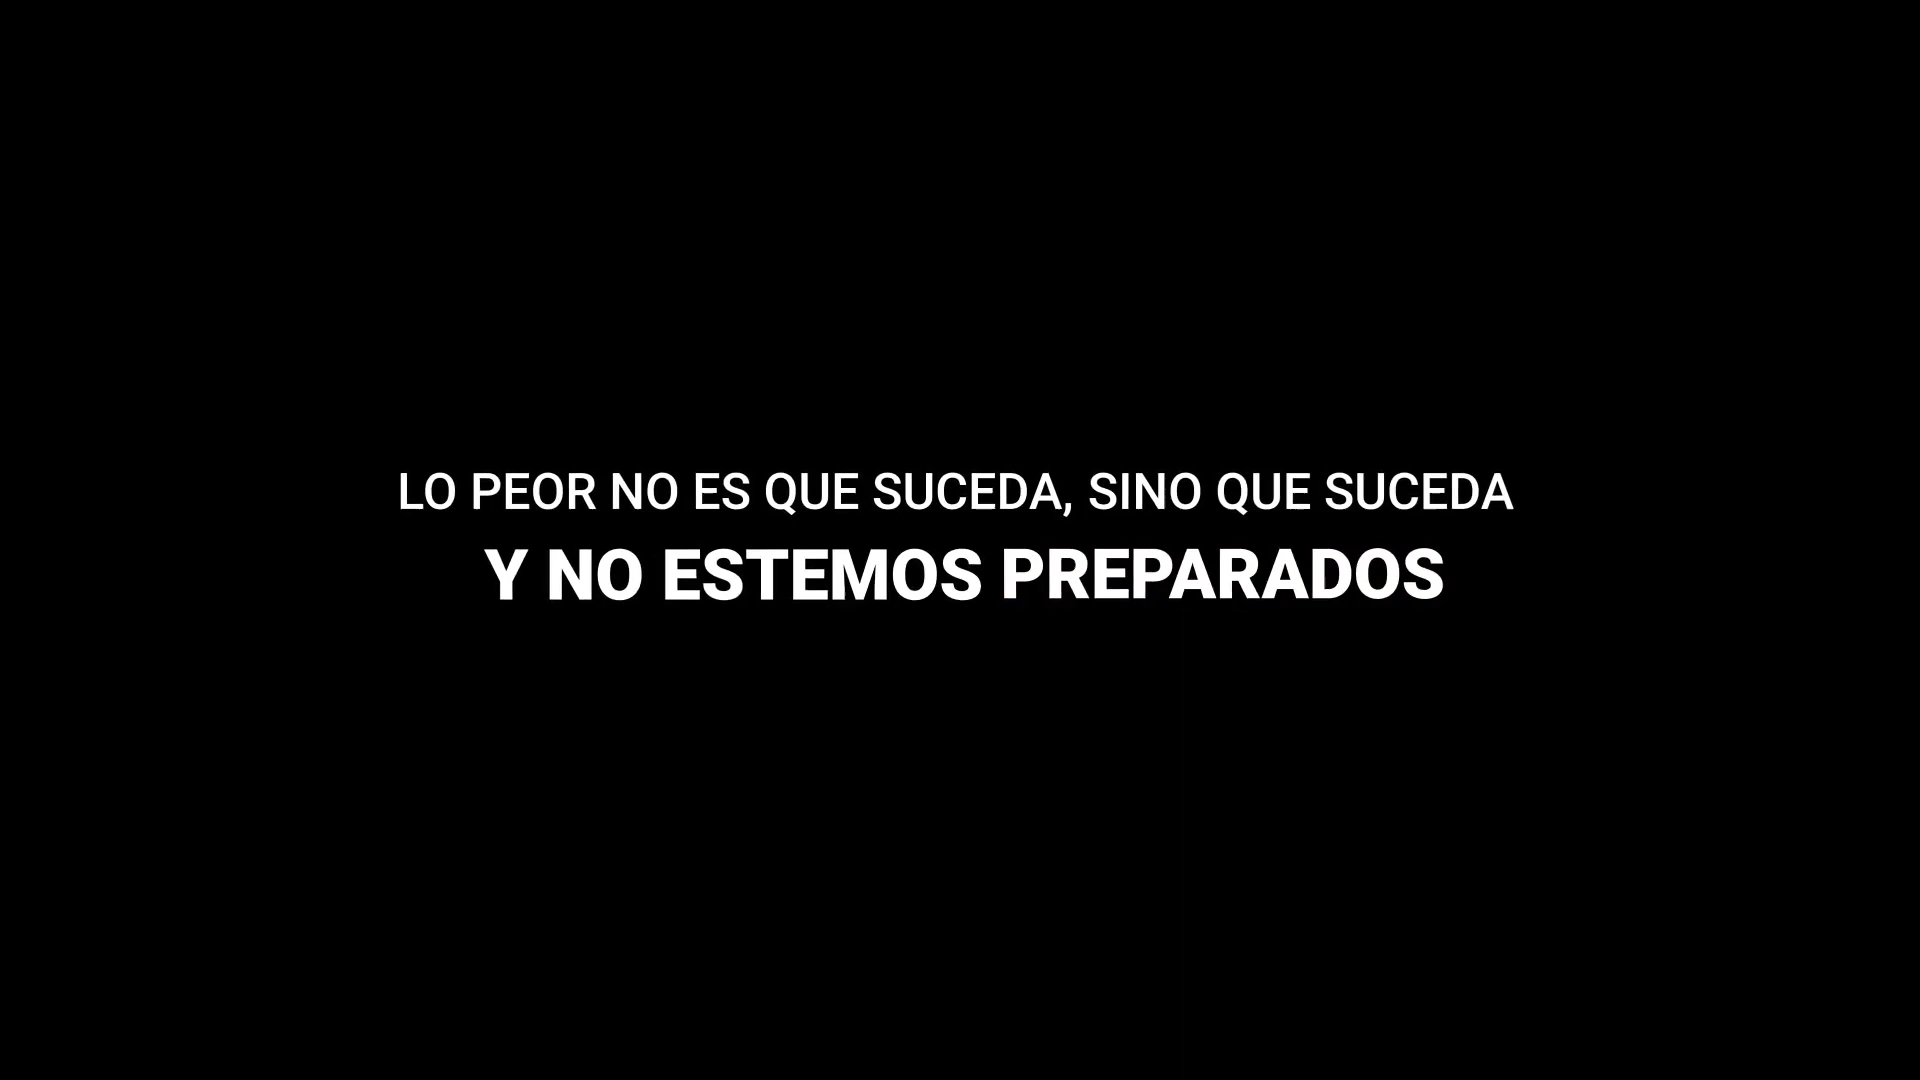 LO PEOR NO ES QUE SUCEDA, SINO QUE SUCEDA
Y NO ESTEMOS PREPARADOS